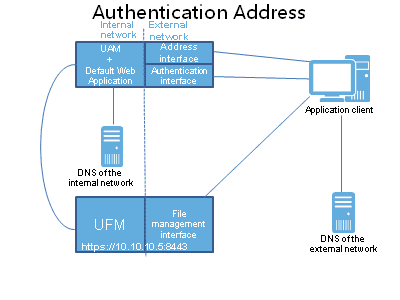 Authentication Address
Internal
network
External
network
UAM
+
Default Web
Application
Address
interface
Authentication
interface
Application client
DNS of the
internal network
UFM
File
management
interface
https://10.10.10.5:8443
DNS of the
external network